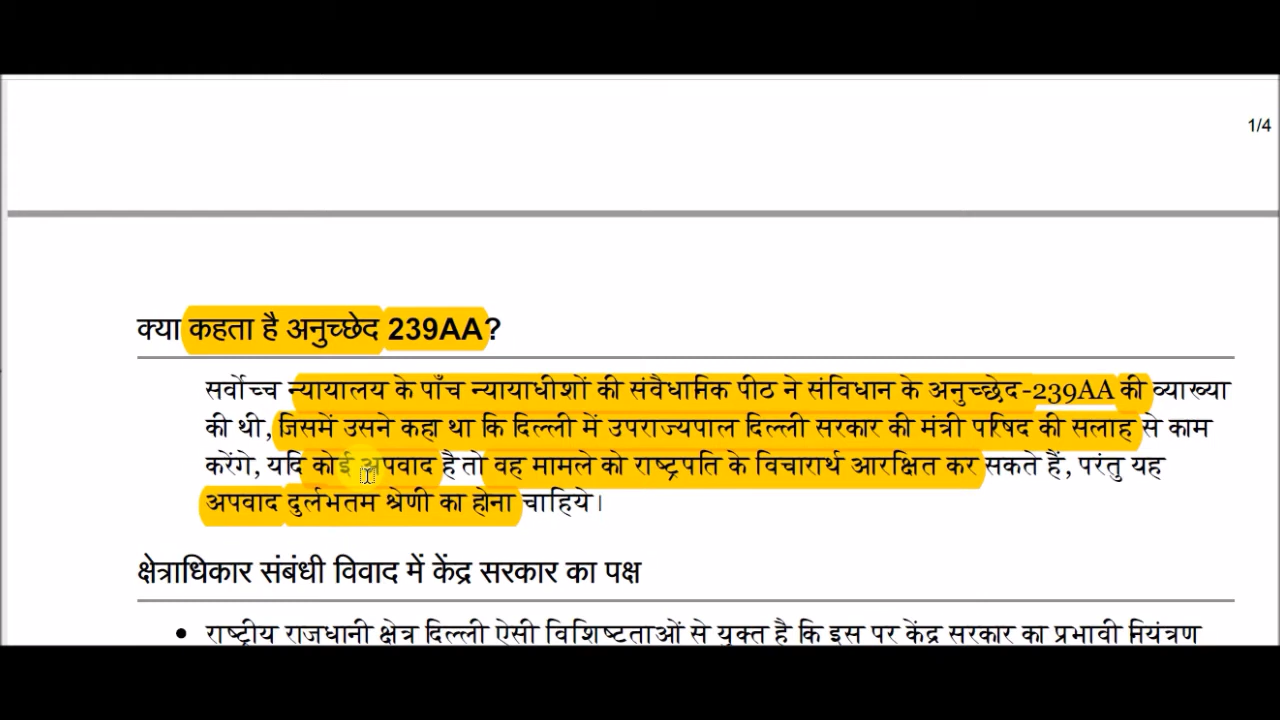 1/4
क्या कहता है अनुच्छेद 239AA?
सर्वोच्च न्यायालय के पाँच न्यायाधीशों की संवैधानिक पीठ ने संविधान के अनुच्छेद-239AA की व्याख्या
की थी, जिसमें उसने कहा था कि दिल्ली में उपराज्यपाल दिल्ली सरकार की मंत्री परिषद की सलाह से काम
करेंगे, यदि कोई अपवाद है तो वह मामले को राष्ट्रपति के विचारार्थ आरक्षित कर सकते हैं, परंतु यह
अपवाद दुर्लभतम श्रेणी का होना चाहिये।
क्षेत्राधिकार संबंधी विवाद में केंद्र सरकार का पक्ष
• राष्ट्रीय राजधानी क्षेत्र दिल्ली ऐसी विशिष्टताओं से युक्त है कि इस पर केंद्र सरकार का प्रभावी नियंत्रण